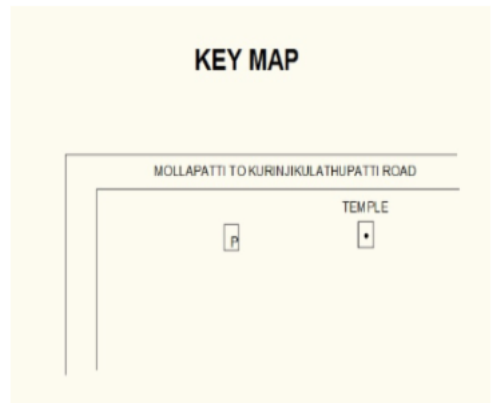 KEY MAP
MOLLAPATTI TO KURINJIKULATHUPATTI ROAD
TEMPLE
P